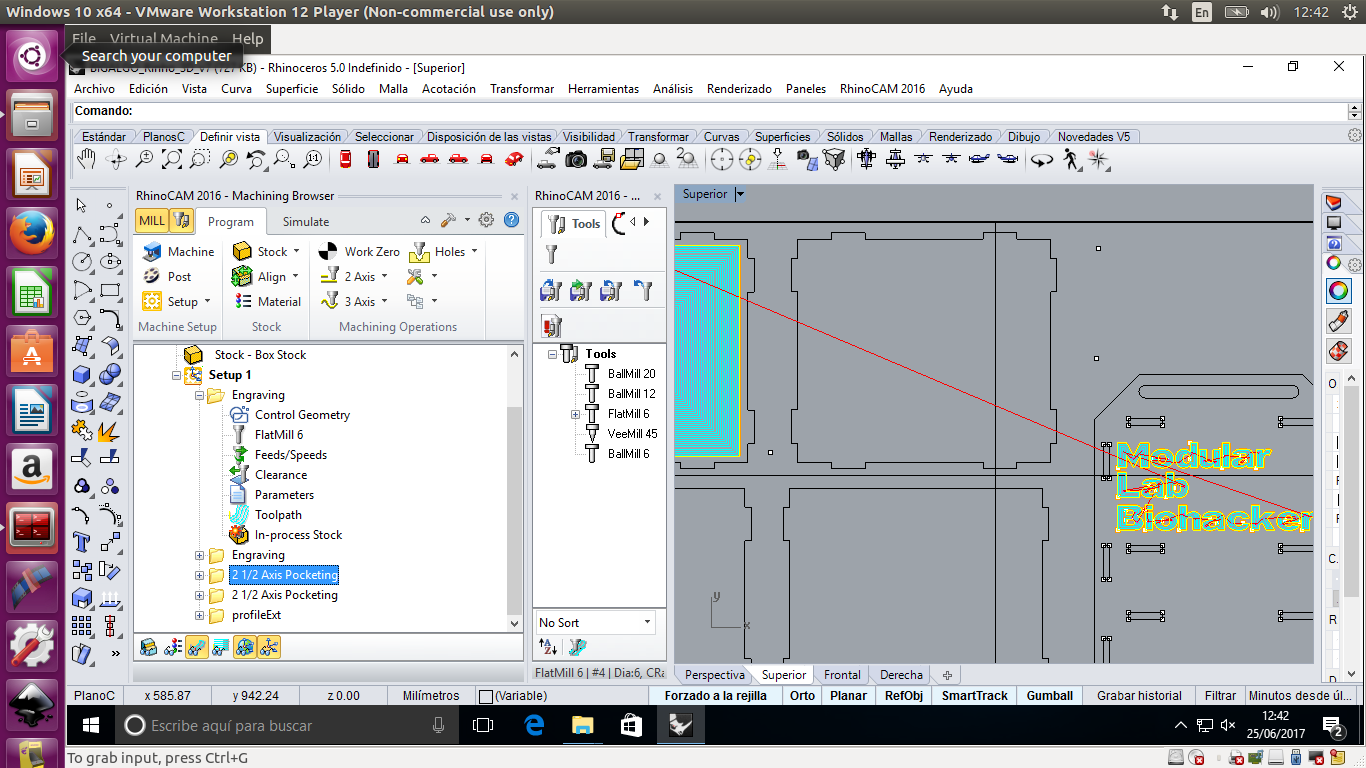 Windows 10 x64 - VMware Workstation 12 Player (Non-commercial use only)
En
12:42
File Virtual Machine Help
Search your computer
- Rhinoceros 5.0 Indefinido - [Superior]
Archivo Edición Vista Curva Superficie Sólido Malla Acotación Transformar Herramientas Análisis Renderizado Paneles RhinoCAM 2016 Ayuda
Comando:
Estándar PlanosC Definir vista Visualización Seleccionar Disposición de las vistas Visibilidad Transformar Curvas Superficies Sólidos Mallas Renderizado Dibujo Novedades V5
RhinoCAM 2016 - Machining Browser
RhinoCAM 2016 - ...
Superior
MILL Program Simulate
Tools
Machine Stock Work Zero Holes
Post Align 2 Axis
Setup Material 3 Axis
Machine Setup Stock Machining Operations
Stock - Box Stock
Setup 1
Engraving
Control Geometry
FlatMill 6
Feeds/Speeds
Clearance
Parameters
Toolpath
In-process Stock
Engraving
2 1/2 Axis Pocketing
2 1/2 Axis Pocketing
profileExt
Tools
BallMill 20
BallMill 12
FlatMill 6
VeeMill 45
BallMill 6
No Sort
FlatMill 6 | #4 | Dia:6, CRa
Modular
Lab
Biohacker
y
x
Perspectiva Superior Frontal Derecha
PlanoC x 585.87 y 942.24 z 0.00 Milímetros (Variable) Forzado a la rejilla Orto Planar RefObj SmartTrack Gumball Grabar historial Filtrar Minutos desde úl...
Escribe aquí para buscar
12:42
25/06/2017
2
To grab input, press Ctrl+G